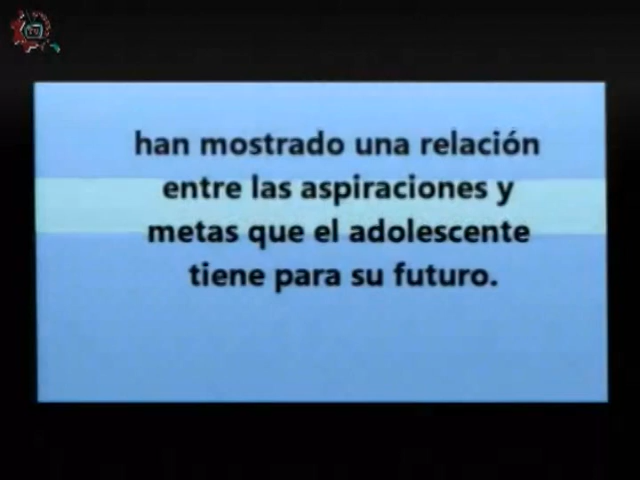 han mostrado una relación
entre las aspiraciones y
metas que el adolescente
tiene para su futuro.